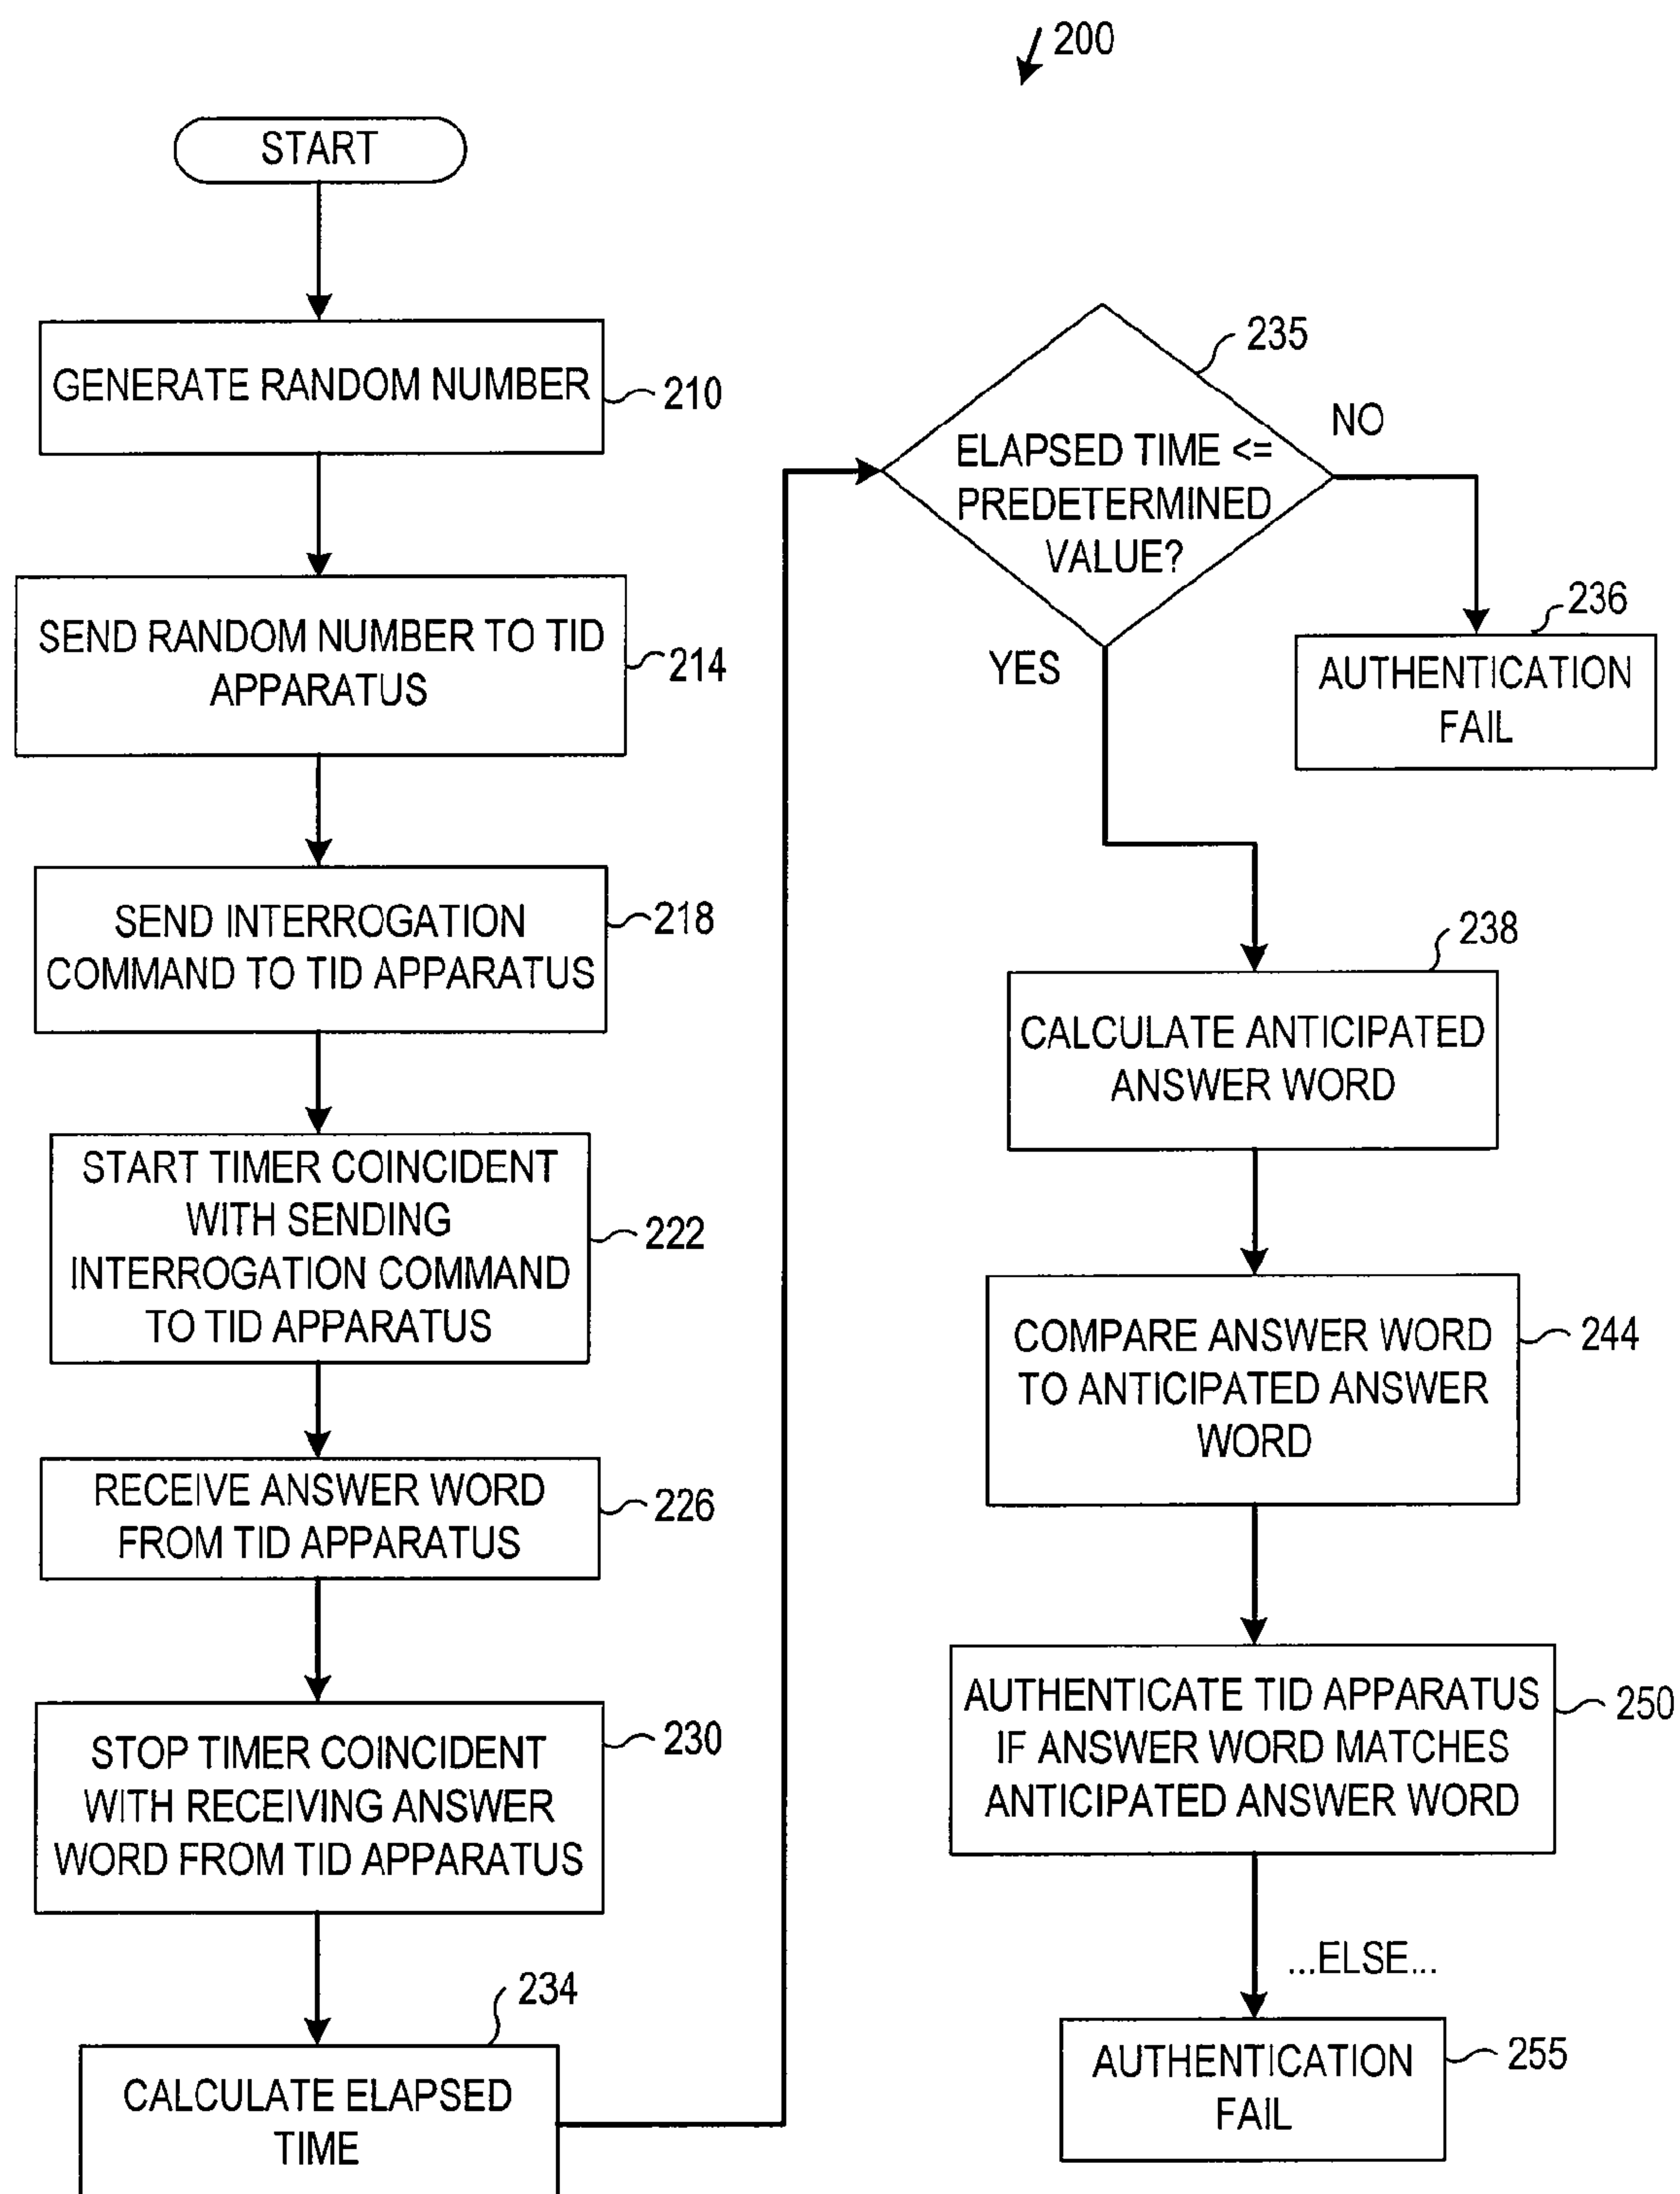 200
START
GENERATE RANDOM NUMBER
210
SEND RANDOM NUMBER TO TID
APPARATUS
214
SEND INTERROGATION
COMMAND TO TID APPARATUS
218
START TIMER COINCIDENT
WITH SENDING
INTERROGATION COMMAND
TO TID APPARATUS
222
RECEIVE ANSWER WORD
FROM TID APPARATUS
226
STOP TIMER COINCIDENT
WITH RECEIVING ANSWER
WORD FROM TID APPARATUS
230
234
CALCULATE ELAPSED
TIME
235
ELAPSED TIME <=
PREDETERMINED
VALUE?
NO
236
AUTHENTICATION
FAIL
YES
238
CALCULATE ANTICIPATED
ANSWER WORD
COMPARE ANSWER WORD
TO ANTICIPATED ANSWER
WORD
244
AUTHENTICATE TID APPARATUS
IF ANSWER WORD MATCHES
ANTICIPATED ANSWER WORD
250
...ELSE...
AUTHENTICATION
FAIL
255